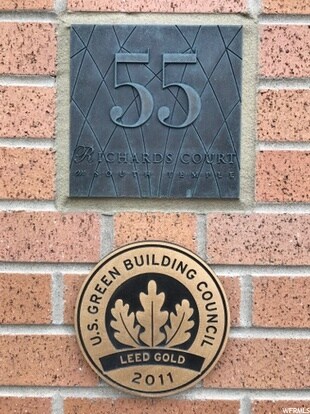 55
RICHARDS COURT
SOUTH TEMPLE
U.S. GREEN BUILDING COUNCIL
LEED GOLD
2011
WFRMLS